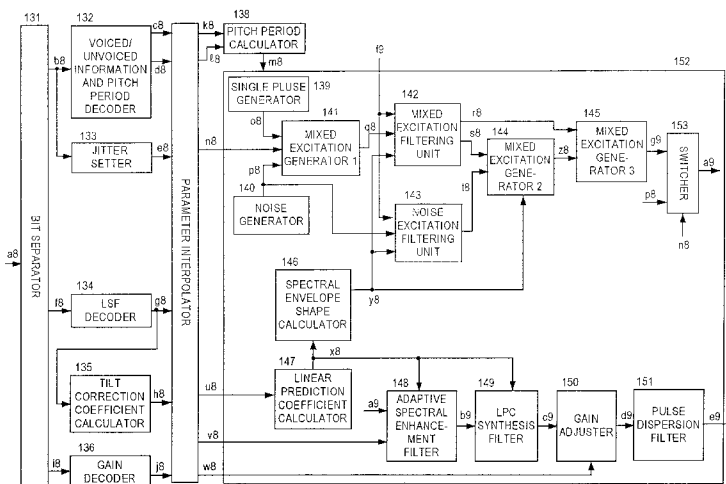 131
132
138
c8
k8
VOICED/
UNVOICED
INFORMATION
AND PITCH
PERIOD
DECODER
PITCH PERIOD
CALCULATOR
ℓ8
f9
152
b8
d8
m8
SINGLE PLUSE
GENERATOR
139
142
145
o8
141
MIXED
EXCITATION
FILTERING
UNIT
r8
153
133
q8
s8
144
MIXED
EXCITATION
GENE-
RATOR 3
g9
JITTER
SETTER
e8
n8
MIXED
EXCITATION
GENERATOR 1
MIXED
EXCITATION
GENE-
RATOR 2
z8
SWITCHER
a9
p8
140
143
t8
p8
NOISE
GENERATOR
NOISE
EXCITATION
FILTERING
UNIT
n8
BIT SEPARATOR
PARAMETER INTERPOLATOR
a8
146
134
SPECTRAL
ENVELOPE
SHAPE
CALCULATOR
y8
f8
LSF
DECODER
g8
x8
135
147
148
149
150
151
TILT
CORRECTION
COEFFICIENT
CALCULATOR
h8
u8
LINEAR
PREDICTION
COEFFICIENT
CALCULATOR
a9
ADAPTIVE
SPECTRAL
ENHANCE-
MENT
FILTER
b9
LPC
SYNTHESIS
FILTER
c9
GAIN
ADJUSTER
d9
PULSE
DISPERSION
FILTER
e9
136
v8
i8
GAIN
DECODER
j8
w8